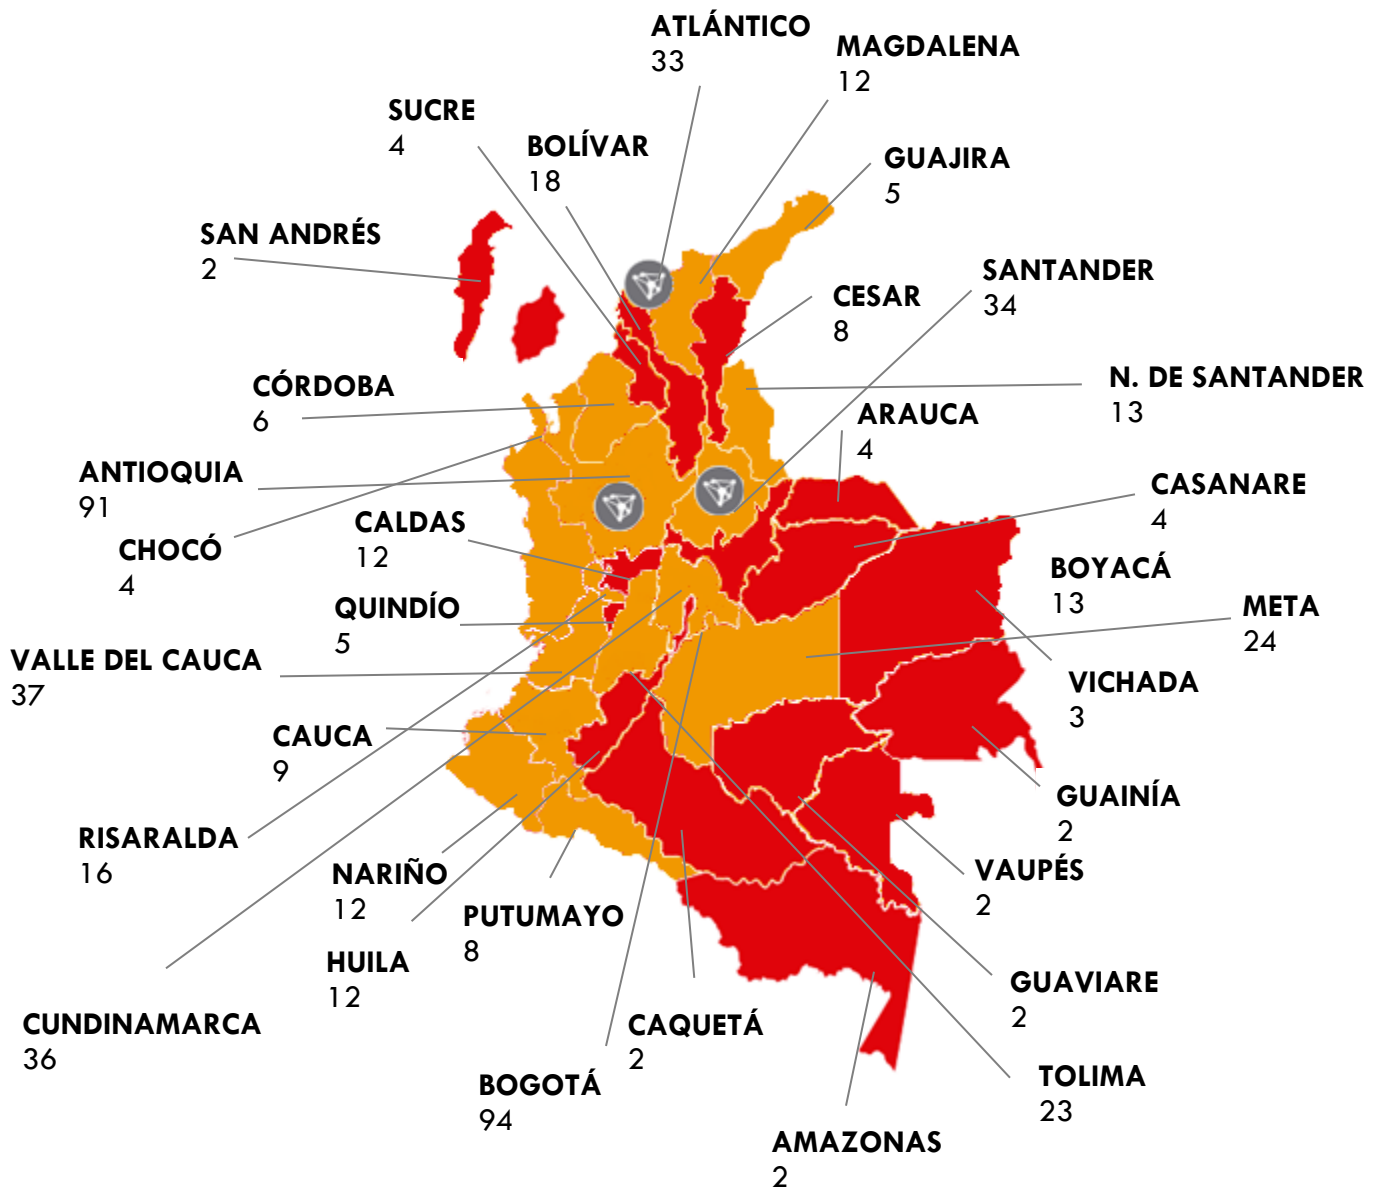 ATLÁNTICO
33
MAGDALENA
12
SUCRE
4
BOLÍVAR
18
GUAJIRA
5
SAN ANDRÉS
2
SANTANDER
34
CESAR
8
CÓRDOBA
6
N. DE SANTANDER
13
ARAUCA
4
ANTIOQUIA
91
CASANARE
4
CALDAS
12
CHOCÓ
4
BOYACÁ
13
QUINDÍO
5
META
24
VALLE DEL CAUCA
37
VICHADA
3
CAUCA
9
GUAINÍA
2
RISARALDA
16
VAUPÉS
2
NARIÑO
12
PUTUMAYO
8
HUILA
12
GUAVIARE
2
CUNDINAMARCA
36
CAQUETÁ
2
TOLIMA
23
BOGOTÁ
94
AMAZONAS
2